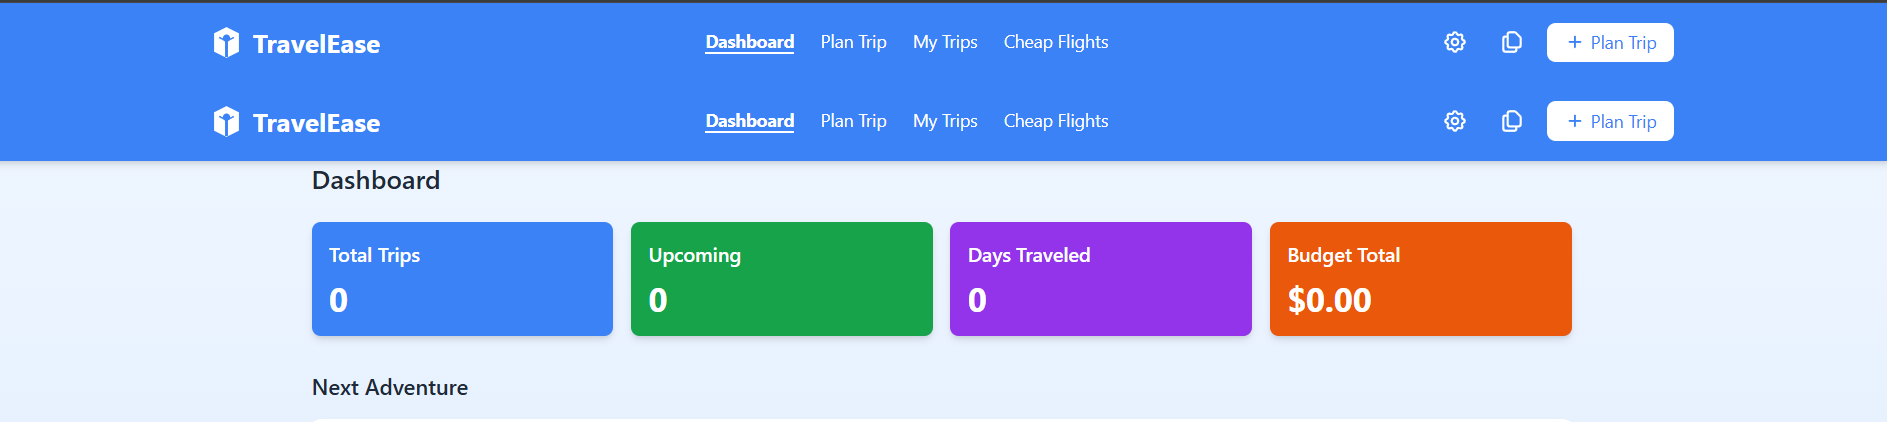 TravelEase Dashboard Plan Trip My Trips Cheap Flights + Plan Trip
TravelEase Dashboard Plan Trip My Trips Cheap Flights + Plan Trip
Dashboard
Total Trips Upcoming Days Traveled Budget Total
0 0 0 $0.00
Next Adventure